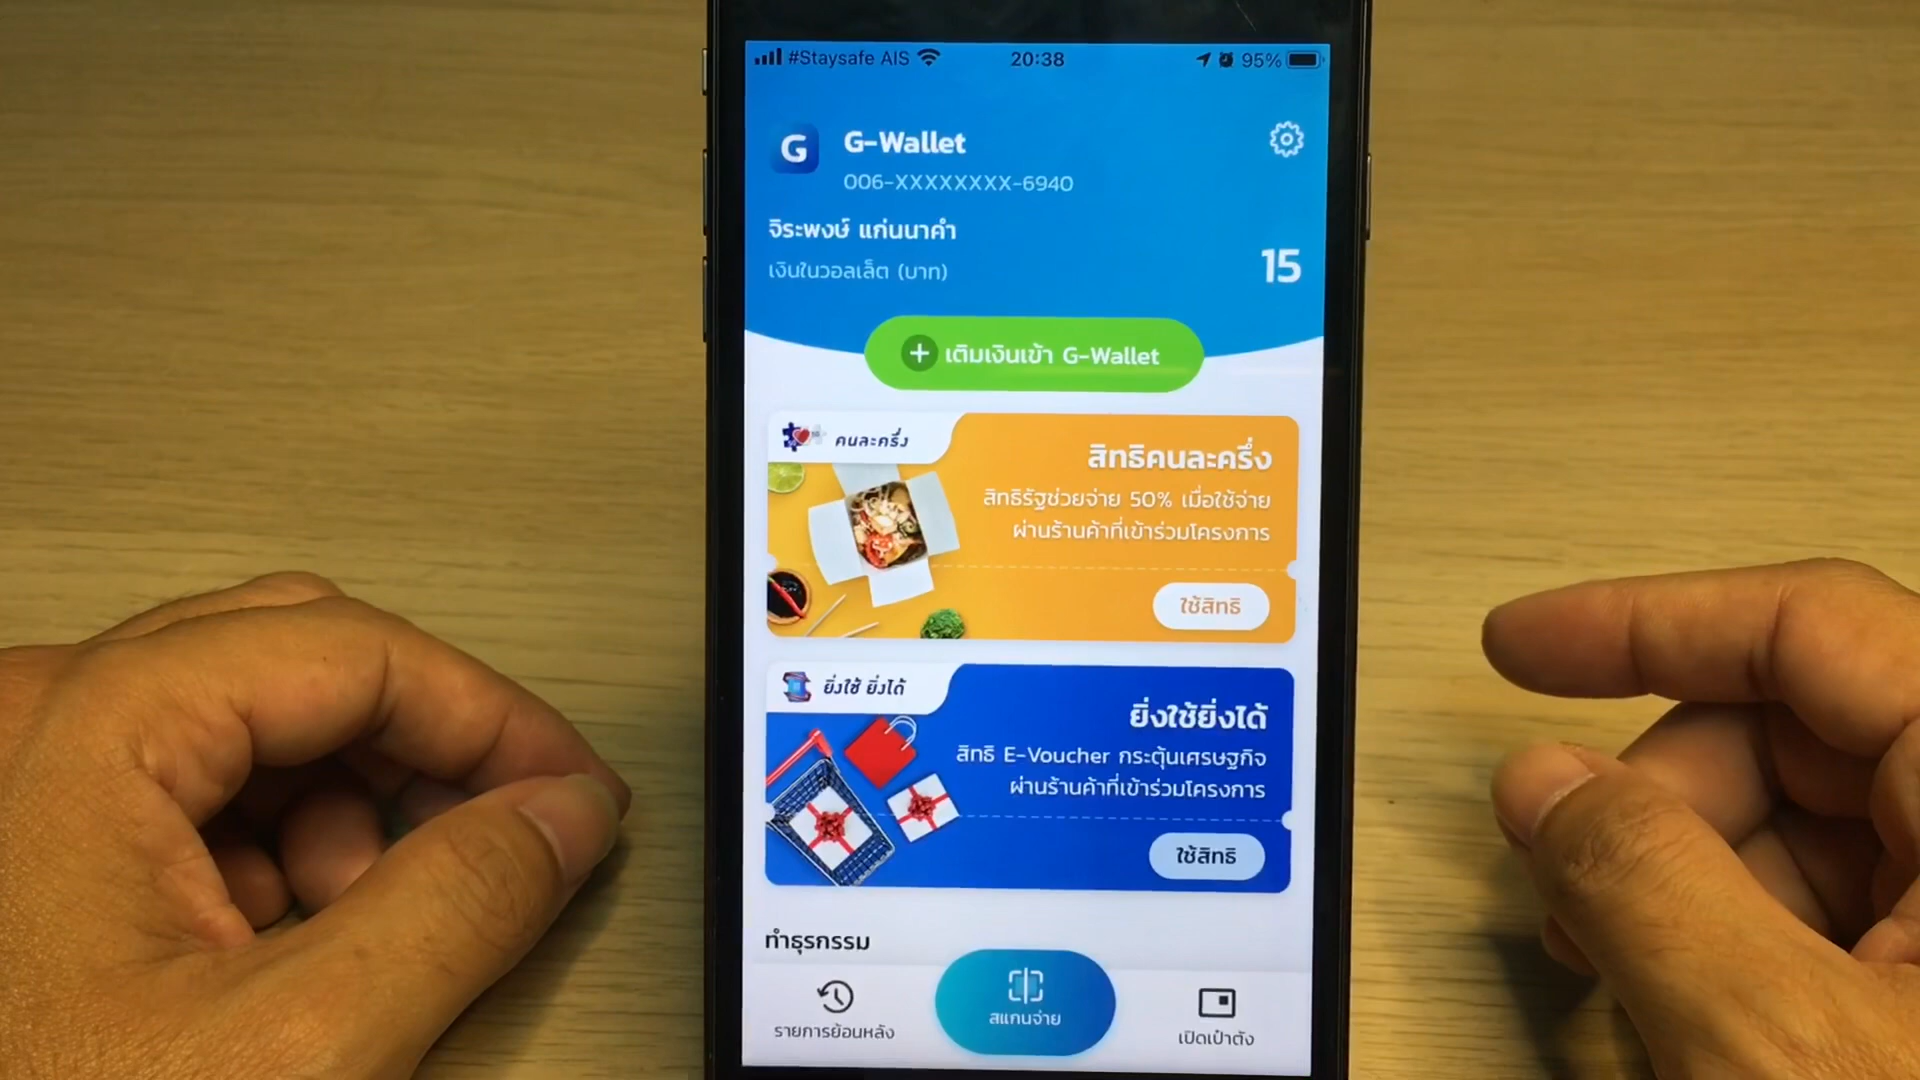 #Staysafe AIS 20:38 95%
G G-Wallet
006-XXXXXXXX-6940
จิระพงษ์ แก่นนาคำ
เงินในวอลเล็ต (บาท) 15
+ เติมเงินเข้า G-Wallet
คนละครึ่ง
สิทธิคนละครึ่ง
สิทธิรัฐช่วยจ่าย 50% เมื่อใช้จ่าย
ผ่านร้านค้าที่เข้าร่วมโครงการ
ใช้สิทธิ
ยิ่งใช้ ยิ่งได้
ยิ่งใช้ยิ่งได้
สิทธิ E-Voucher กระตุ้นเศรษฐกิจ
ผ่านร้านค้าที่เข้าร่วมโครงการ
ใช้สิทธิ
ทำธุรกรรม
รายการย้อนหลัง
สแกนจ่าย
เปิดเป๋าตัง